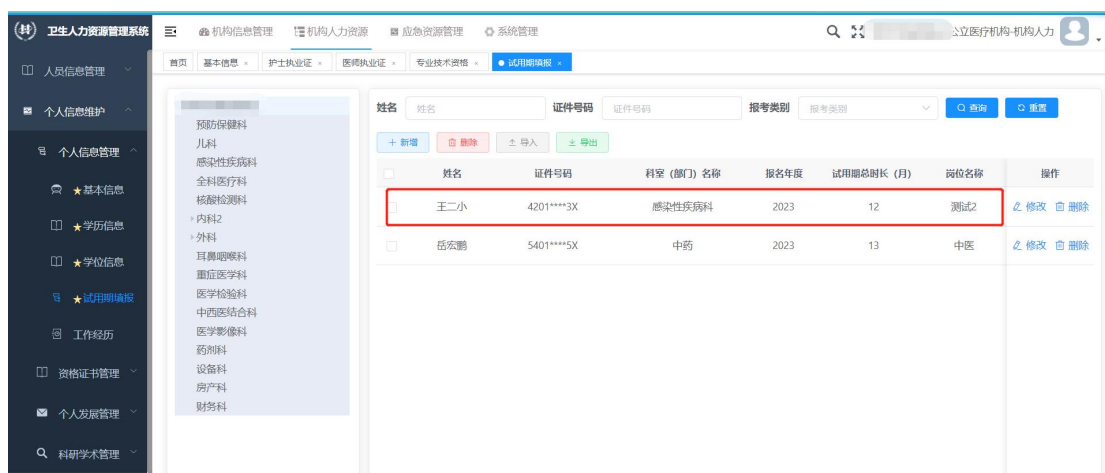 卫生人力资源管理系统
机构信息管理 机构人力资源 应急资源管理 系统管理
公立医疗机构-机构人力
首页 基本信息 × 护士执业证 × 医师执业证 × 专业技术资格 × 试用期填报 ×
人员信息管理
个人信息维护
个人信息管理
★基本信息
★学历信息
★学位信息
★试用期填报
工作经历
资格证书管理
个人发展管理
科研学术管理
预防保健科
儿科
感染性疾病科
全科医疗科
核酸检测科
内科2
外科
耳鼻咽喉科
重症医学科
医学检验科
中西医结合科
医学影像科
药剂科
设备科
房产科
财务科
姓名 姓名 证件号码 证件号码 报考类别 报考类别 查询 重置
+ 新增 删除 导入 导出
姓名 证件号码 科室（部门）名称 报名年度 试用期总时长（月） 岗位名称 操作
王二小 4201****3X 感染性疾病科 2023 12 测试2 修改 删除
岳宏鹏 5401****5X 中药 2023 13 中医 修改 删除